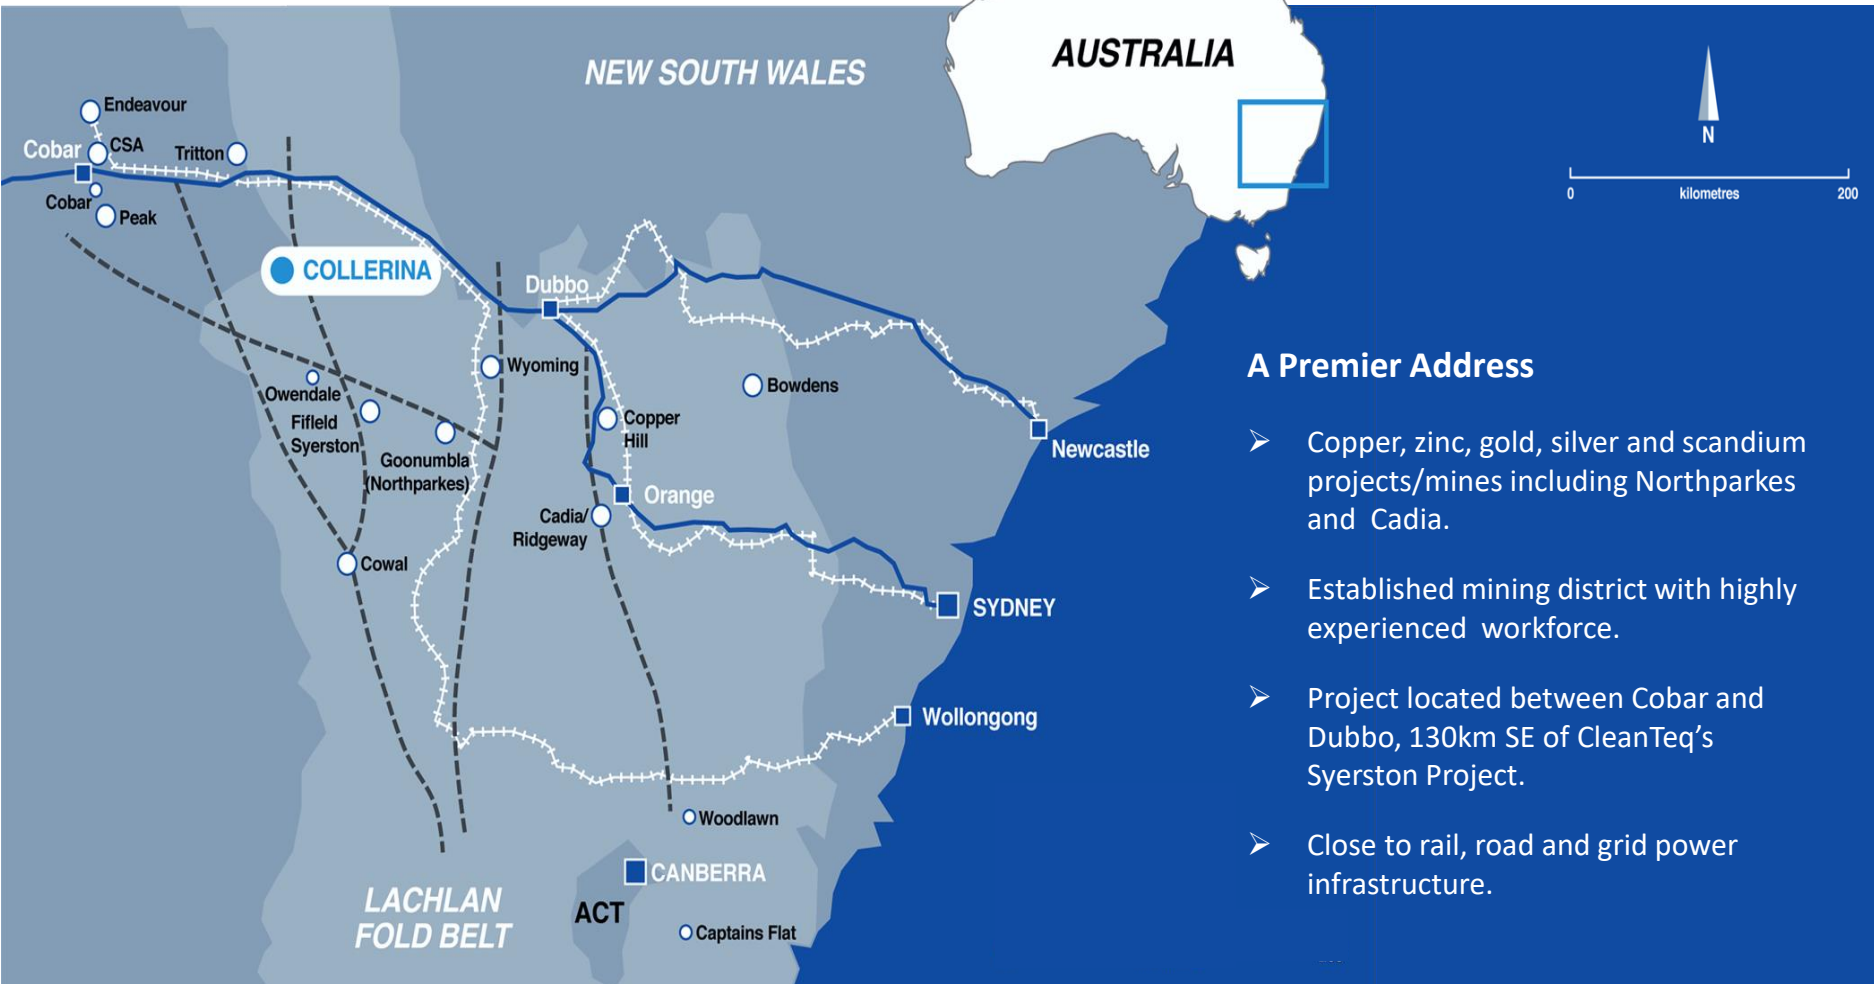 AUSTRALIA
NEW SOUTH WALES
N
0
kilometres
200
Endeavour
Cobar
CSA
Tritton
Cobar
Peak
COLLERINA
Dubbo
Wyoming
Owendale
Fifleld
Syerston
Goonumbla
(Northparkes)
Copper
Hill
Bowdens
Newcastle
Orange
Cadia/
Ridgeway
Cowal
SYDNEY
Wollongong
Woodlawn
CANBERRA
ACT
Captains Flat
LACHLAN
FOLD BELT
A Premier Address
➢ Copper, zinc, gold, silver and scandium
projects/mines including Northparkes
and Cadia.
➢ Established mining district with highly
experienced workforce.
➢ Project located between Cobar and
Dubbo, 130km SE of CleanTeq’s
Syerston Project.
➢ Close to rail, road and grid power
infrastructure.